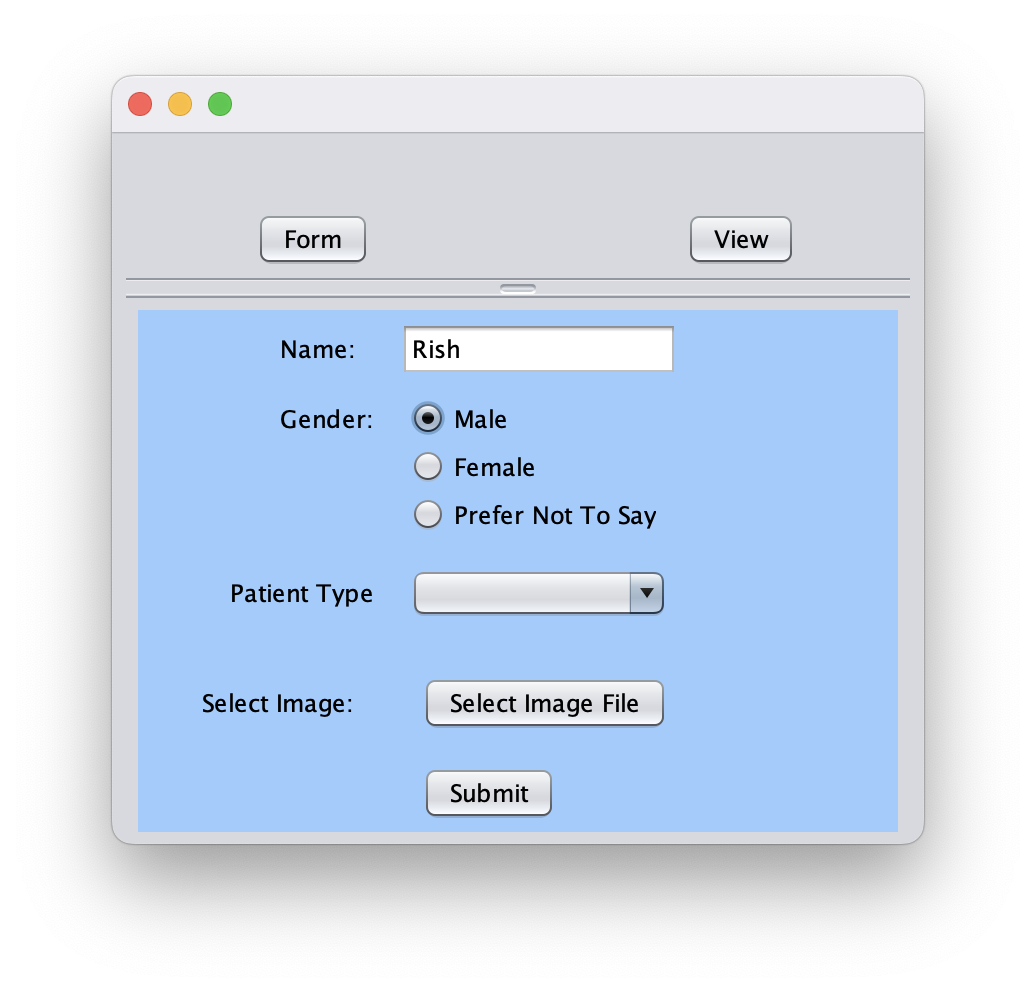 Form View
Name: Rish
Gender: Male
Female
Prefer Not To Say
Patient Type
Select Image: Select Image File
Submit